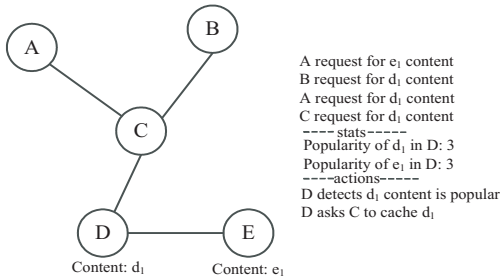 A
B
C
D
E
Content: d₁
Content: e₁
A request for e₁ content
B request for d₁ content
A request for d₁ content
C request for d₁ content
----stats-----
Popularity of d₁ in D: 3
Popularity of e₁ in D: 3
----actions-----
D detects d₁ content is popular
D asks C to cache d₁